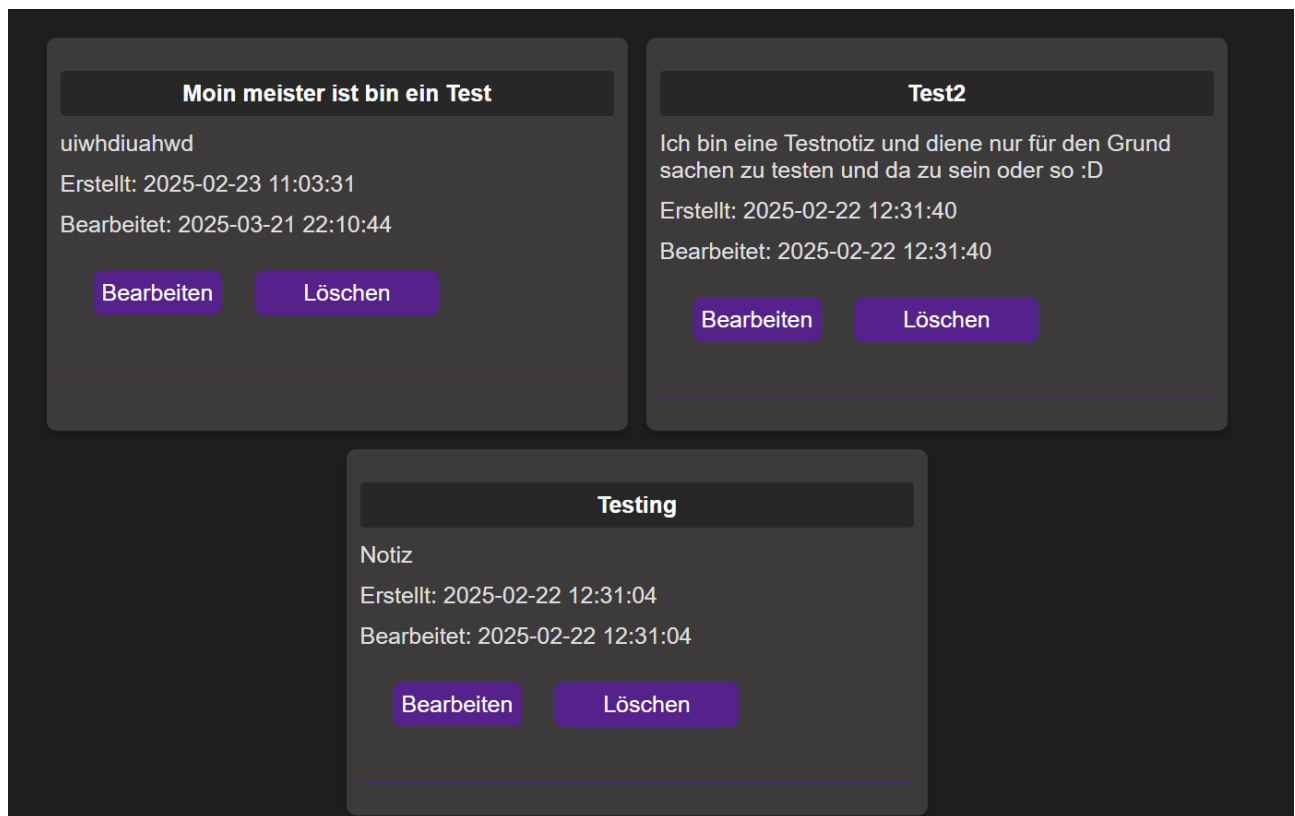 Moin meister ist bin ein Test
uiwhdiuahwd
Erstellt: 2025-02-23 11:03:31
Bearbeitet: 2025-03-21 22:10:44
Bearbeiten
Löschen
Test2
Ich bin eine Testnotiz und diene nur für den Grund
sachen zu testen und da zu sein oder so :D
Erstellt: 2025-02-22 12:31:40
Bearbeitet: 2025-02-22 12:31:40
Bearbeiten
Löschen
Testing
Notiz
Erstellt: 2025-02-22 12:31:04
Bearbeitet: 2025-02-22 12:31:04
Bearbeiten
Löschen